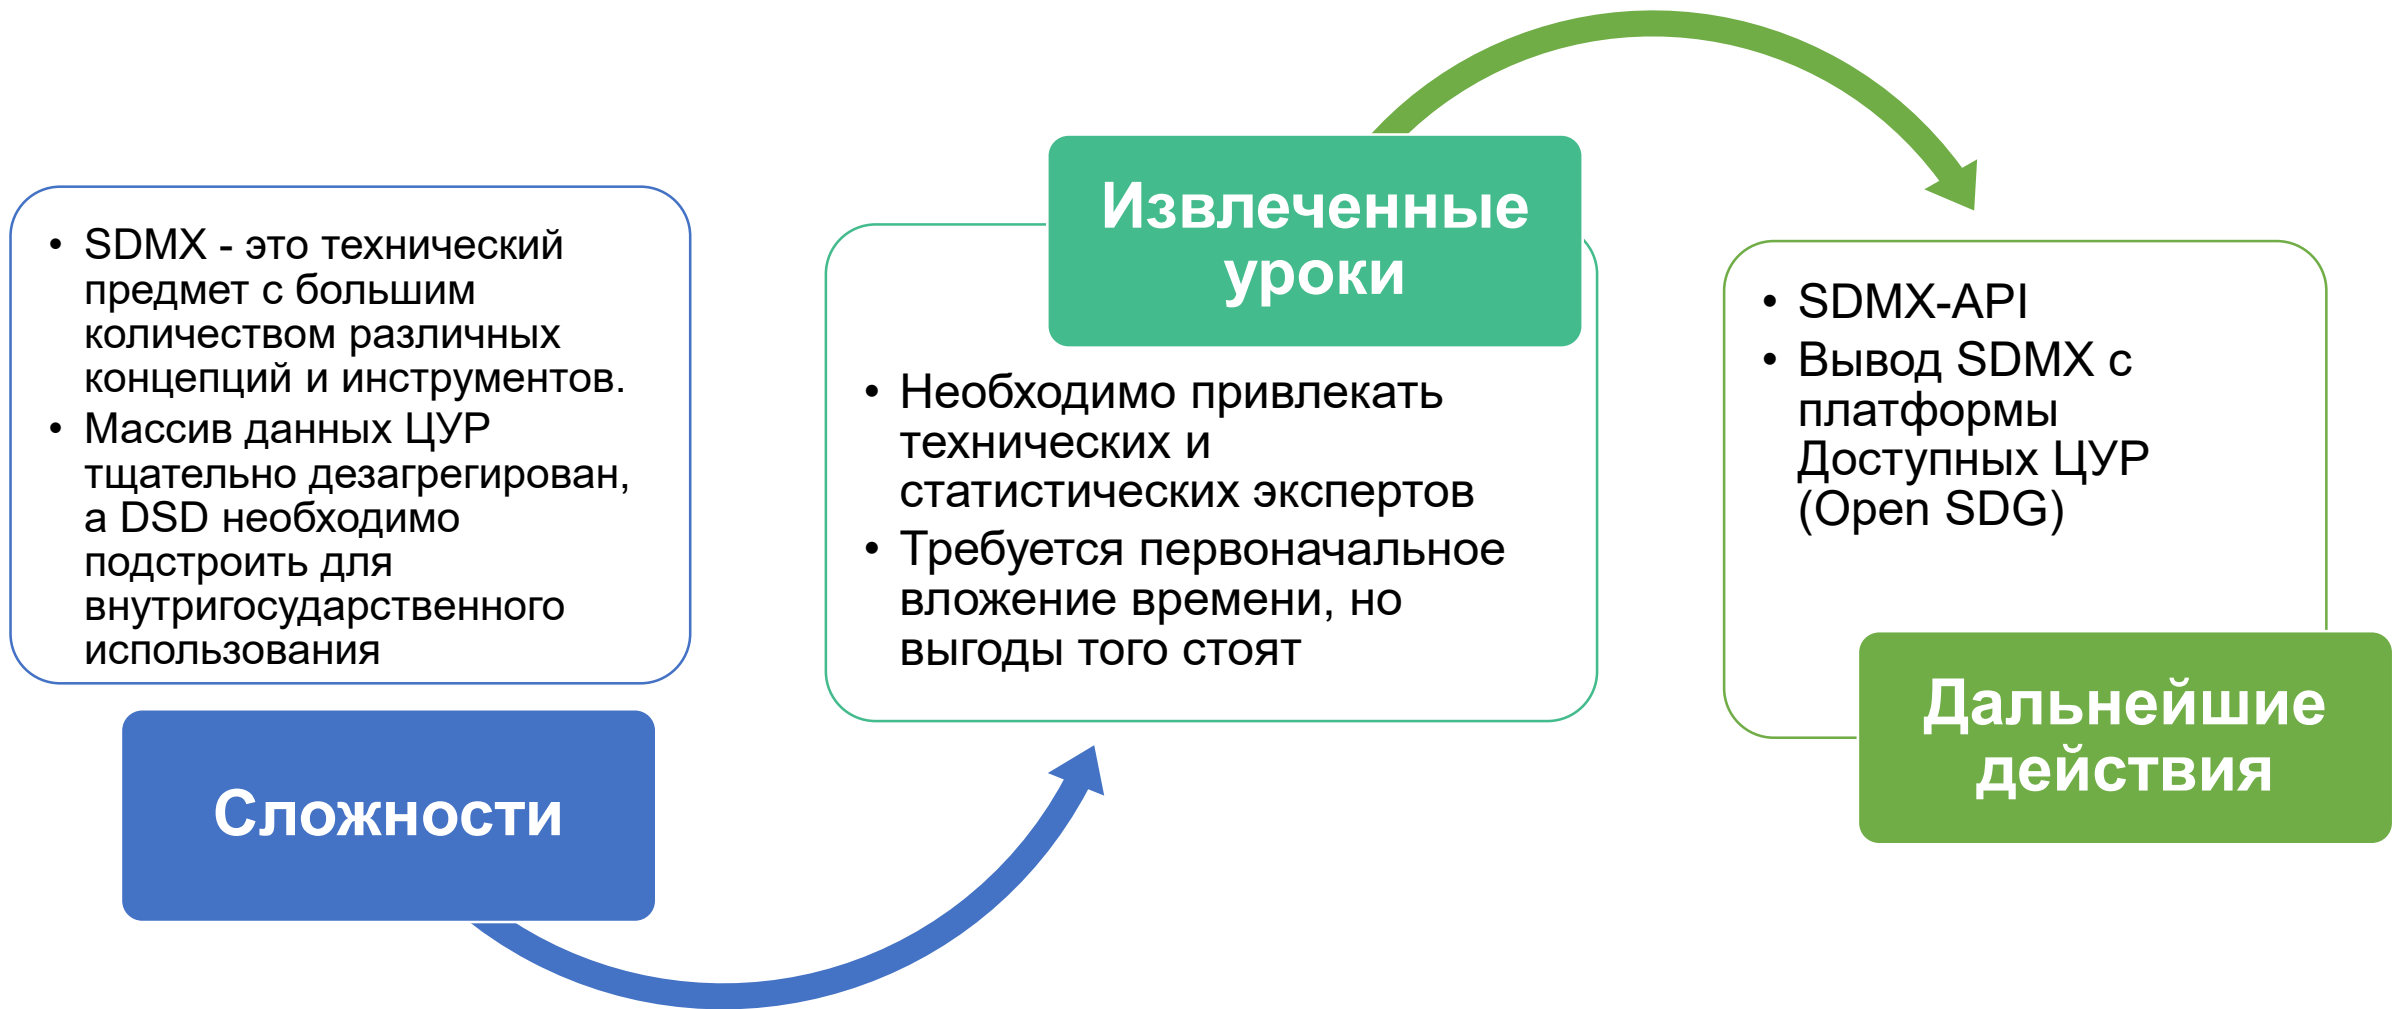 • SDMX - это технический
предмет с большим
количеством различных
концепций и инструментов.
• Массив данных ЦУР
тщательно дезагрегирован,
а DSD необходимо
подстроить для
внутригосударственного
использования
Сложности
Извлеченные
уроки
• Необходимо привлекать
технических и
статистических экспертов
• Требуется первоначальное
вложение времени, но
выгоды того стоят
• SDMX-API
• Вывод SDMX с
платформы
Доступных ЦУР
(Open SDG)
Дальнейшие
действия